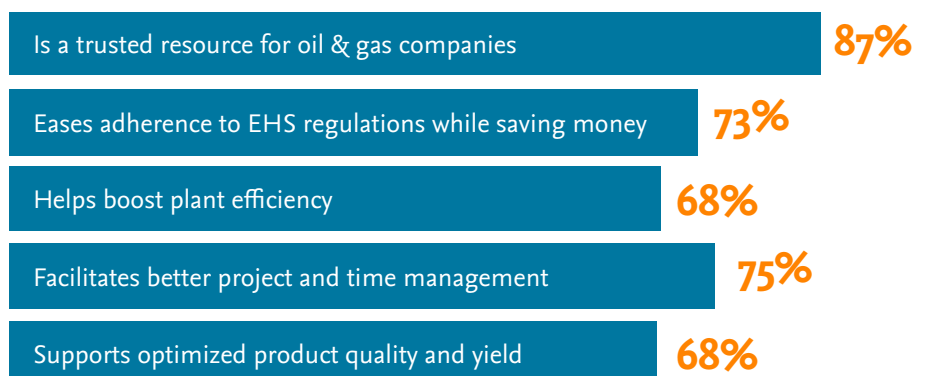 Is a trusted resource for oil & gas companies 87%
Eases adherence to EHS regulations while saving money 73%
Helps boost plant efficiency 68%
Facilitates better project and time management 75%
Supports optimized product quality and yield 68%